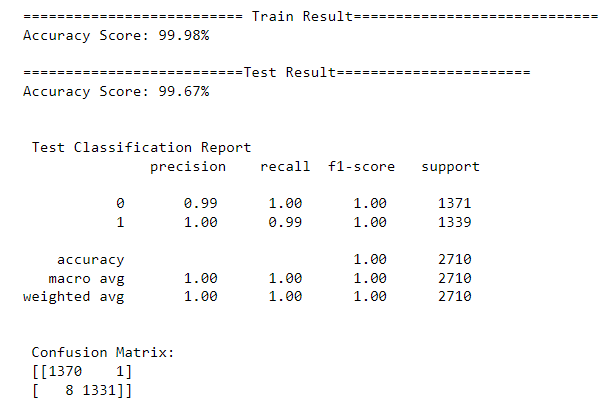 ========================== Train Result=============================
Accuracy Score: 99.98%
==========================Test Result=======================
Accuracy Score: 99.67%
Test Classification Report
precision recall f1-score support
0 0.99 1.00 1.00 1371
1 1.00 0.99 1.00 1339
accuracy 1.00 2710
macro avg 1.00 1.00 1.00 2710
weighted avg 1.00 1.00 1.00 2710
Confusion Matrix:
[[1370 1]
[ 8 1331]]